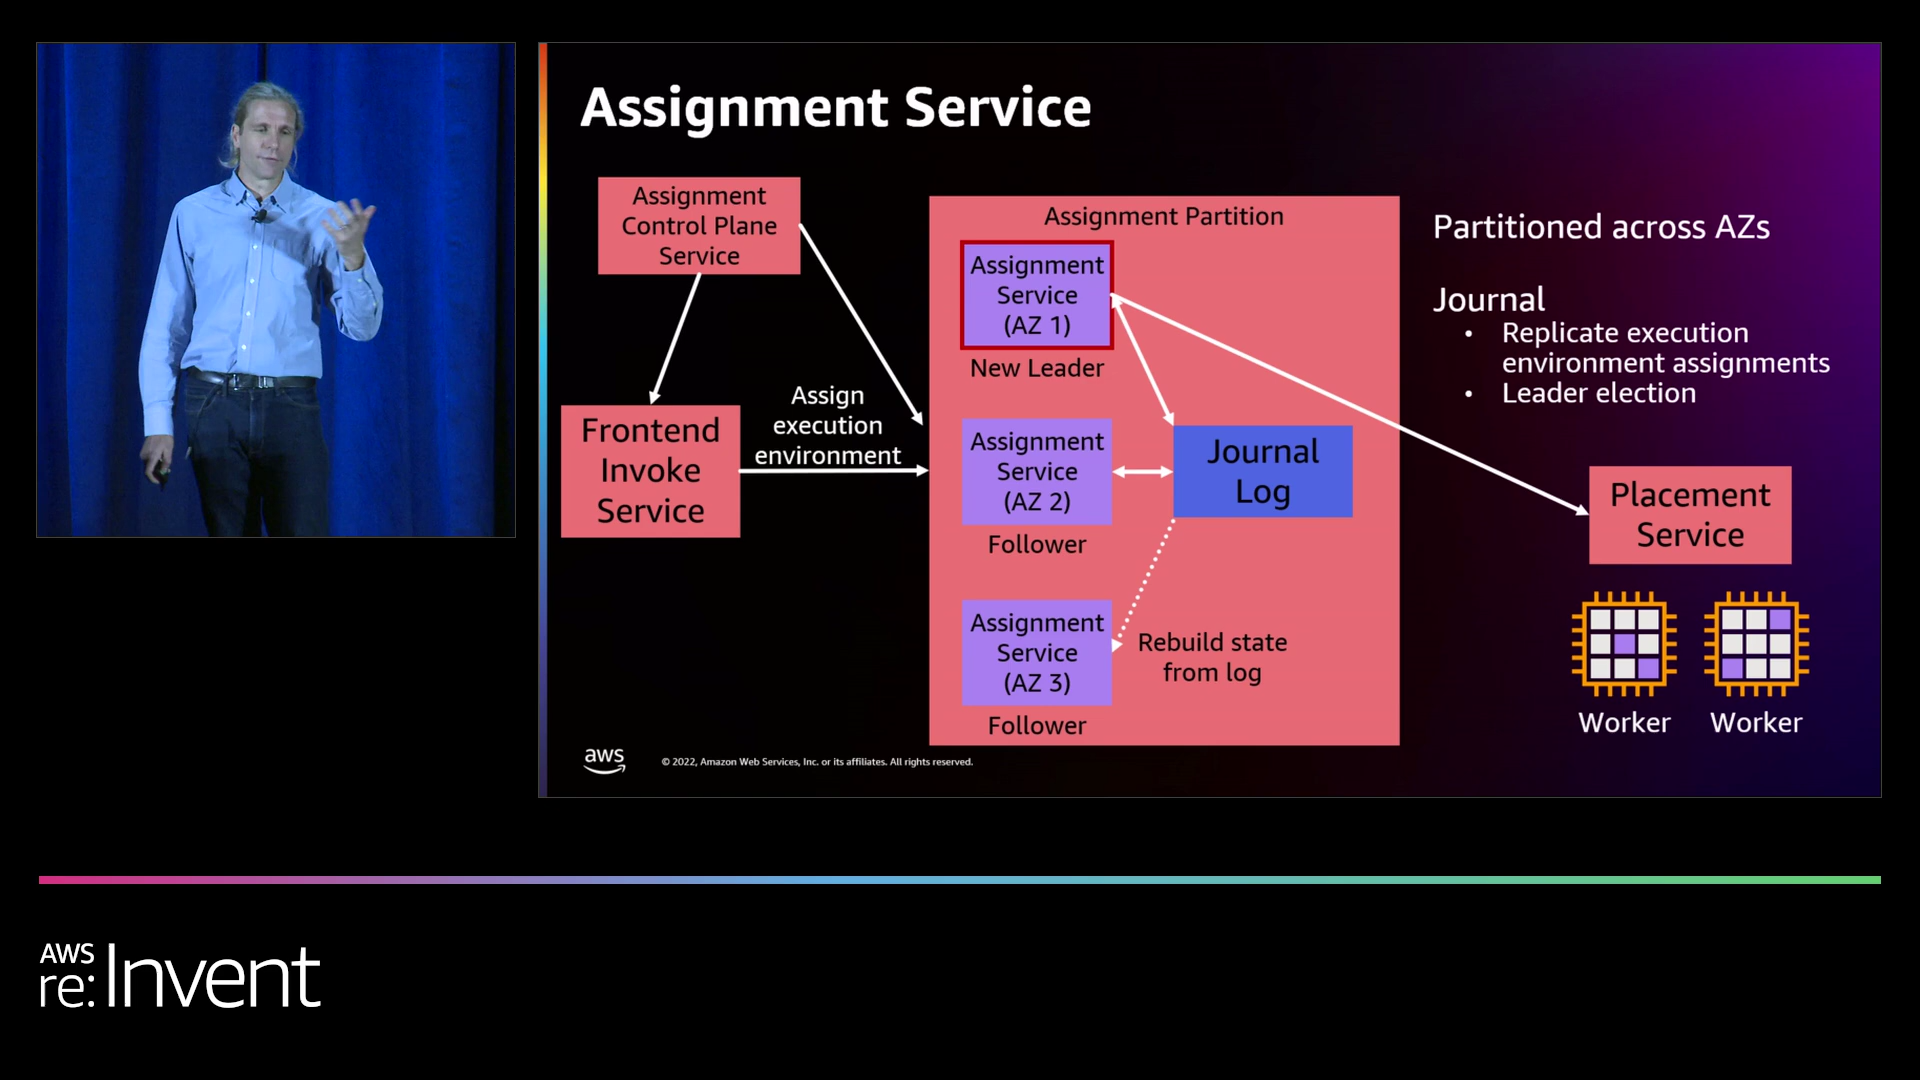 Assignment Service
Assignment
Control Plane
Service
Frontend
Invoke
Service
Assign
execution
environment
Assignment Partition
Assignment
Service
(AZ 1)
New Leader
Assignment
Service
(AZ 2)
Follower
Journal
Log
Assignment
Service
(AZ 3)
Follower
Rebuild state
from log
Partitioned across AZs
Journal
• Replicate execution
environment assignments
• Leader election
Placement
Service
Worker
Worker
aws
© 2022, Amazon Web Services, Inc. or its affiliates. All rights reserved.
AWS
re:Invent